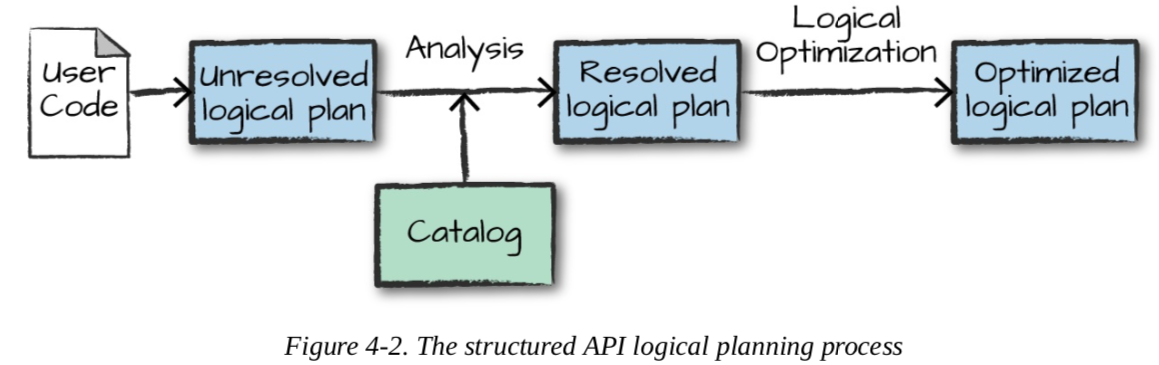 User
Code
Unresolved
logical plan
Analysis
Catalog
Resolved
logical plan
Logical
Optimization
Optimized
logical plan
Figure 4-2. The structured API logical planning process